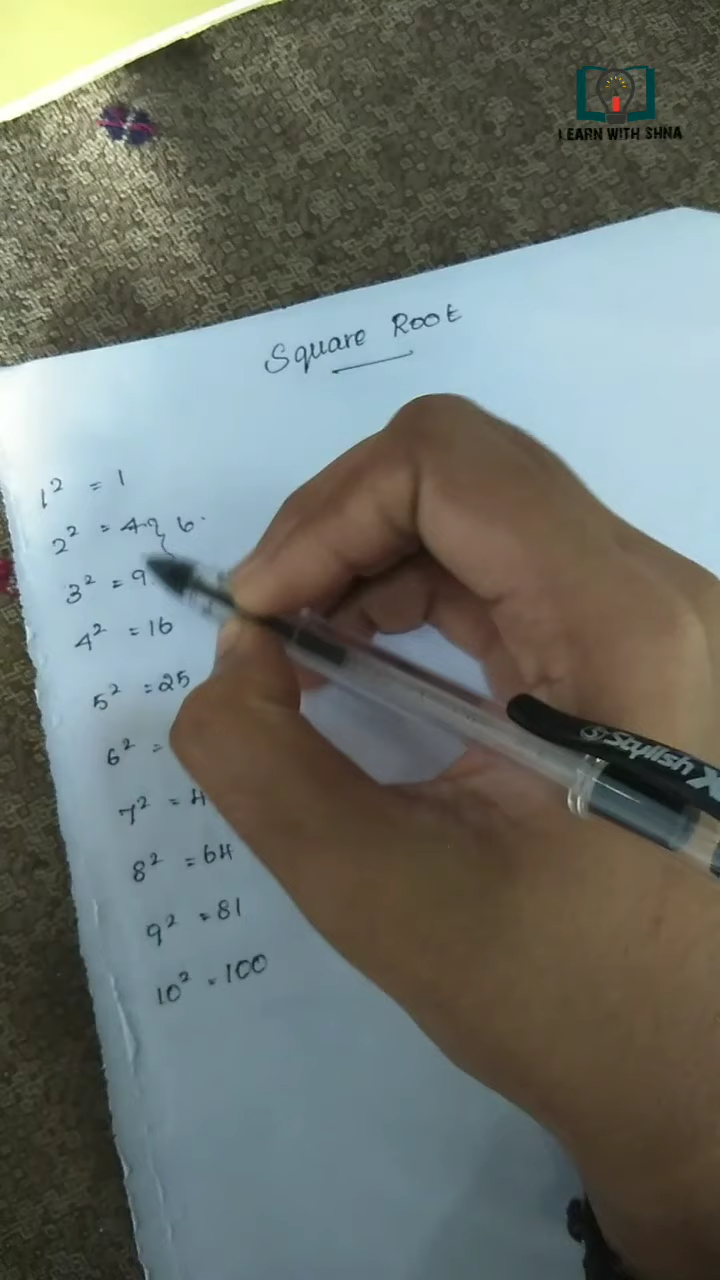 LEARN WITH SHNA
Square Root
1² = 1
2² = 4 } 6.
3² = 9
4² = 16
5² = 25
6² =
7² = 4
8² = 64
9² = 81
10² = 100
Stylish X